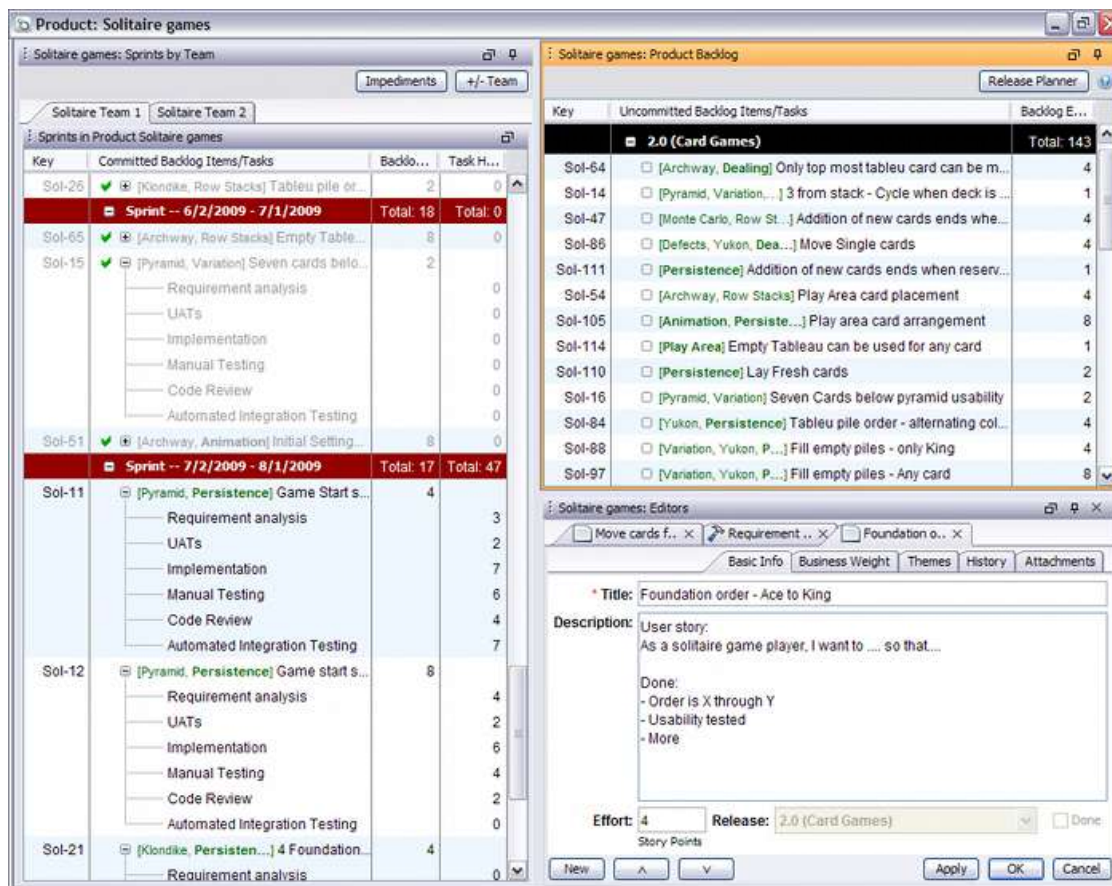 Product: Solitaire games
Solitaire games: Sprints by Team
Impediments +/- Team
Solitaire Team 1 Solitaire Team 2
Sprints in Product Solitaire games
Key Committed Backlog Items/Tasks Backlo... Task H...
Sol-26 [Klondike, Row Stacks] Tableu pile or... 2 0
Sprint -- 6/2/2009 - 7/1/2009 Total: 18 Total: 0
Sol-65 [Archway, Row Stacks] Empty Table... 8 0
Sol-15 [Pyramid, Variation] Seven cards belo... 2
Requirement analysis 0
UATs 0
Implementation 0
Manual Testing 0
Code Review 0
Automated Integration Testing 0
Sol-51 [Archway, Animation] Initial Setting... 8 0
Sprint -- 7/2/2009 - 8/1/2009 Total: 17 Total: 47
Sol-11 [Pyramid, Persistence] Game Start s... 4
Requirement analysis 3
UATs 2
Implementation 7
Manual Testing 6
Code Review 4
Automated Integration Testing 7
Sol-12 [Pyramid, Persistence] Game start s... 8
Requirement analysis 4
UATs 2
Implementation 6
Manual Testing 4
Code Review 2
Automated Integration Testing 0
Sol-21 [Klondike, Persisten...] 4 Foundation... 4
Requirement analysis 0
Solitaire games: Product Backlog
Release Planner
Key Uncommitted Backlog Items/Tasks Backlog E...
2.0 (Card Games) Total: 143
Sol-64 [Archway, Dealing] Only top most tableu card can be m... 4
Sol-14 [Pyramid, Variation,...] 3 from stack - Cycle when deck is ... 1
Sol-47 [Monte Carlo, Row St...] Addition of new cards ends whe... 4
Sol-86 [Defects, Yukon, Dea...] Move Single cards 4
Sol-111 [Persistence] Addition of new cards ends when reserv... 1
Sol-54 [Archway, Row Stacks] Play Area card placement 4
Sol-105 [Animation, Persiste...] Play area card arrangement 8
Sol-114 [Play Area] Empty Tableau can be used for any card 1
Sol-110 [Persistence] Lay Fresh cards 2
Sol-16 [Pyramid, Variation] Seven Cards below pyramid usability 2
Sol-84 [Yukon, Persistence] Tableu pile order - alternating col... 4
Sol-88 [Variation, Yukon, P...] Fill empty piles - only King 4
Sol-97 [Variation, Yukon, P...] Fill empty piles - Any card 8
Solitaire games: Editors
Move cards f.. Requirement .. Foundation o..
Basic Info Business Weight Themes History Attachments
* Title: Foundation order - Ace to King
Description: User story:
As a solitaire game player, I want to .... so that....
Done:
- Order is X through Y
- Usability tested
- More
Effort: 4 Release: 2.0 (Card Games) Done
Story Points
New Apply OK Cancel